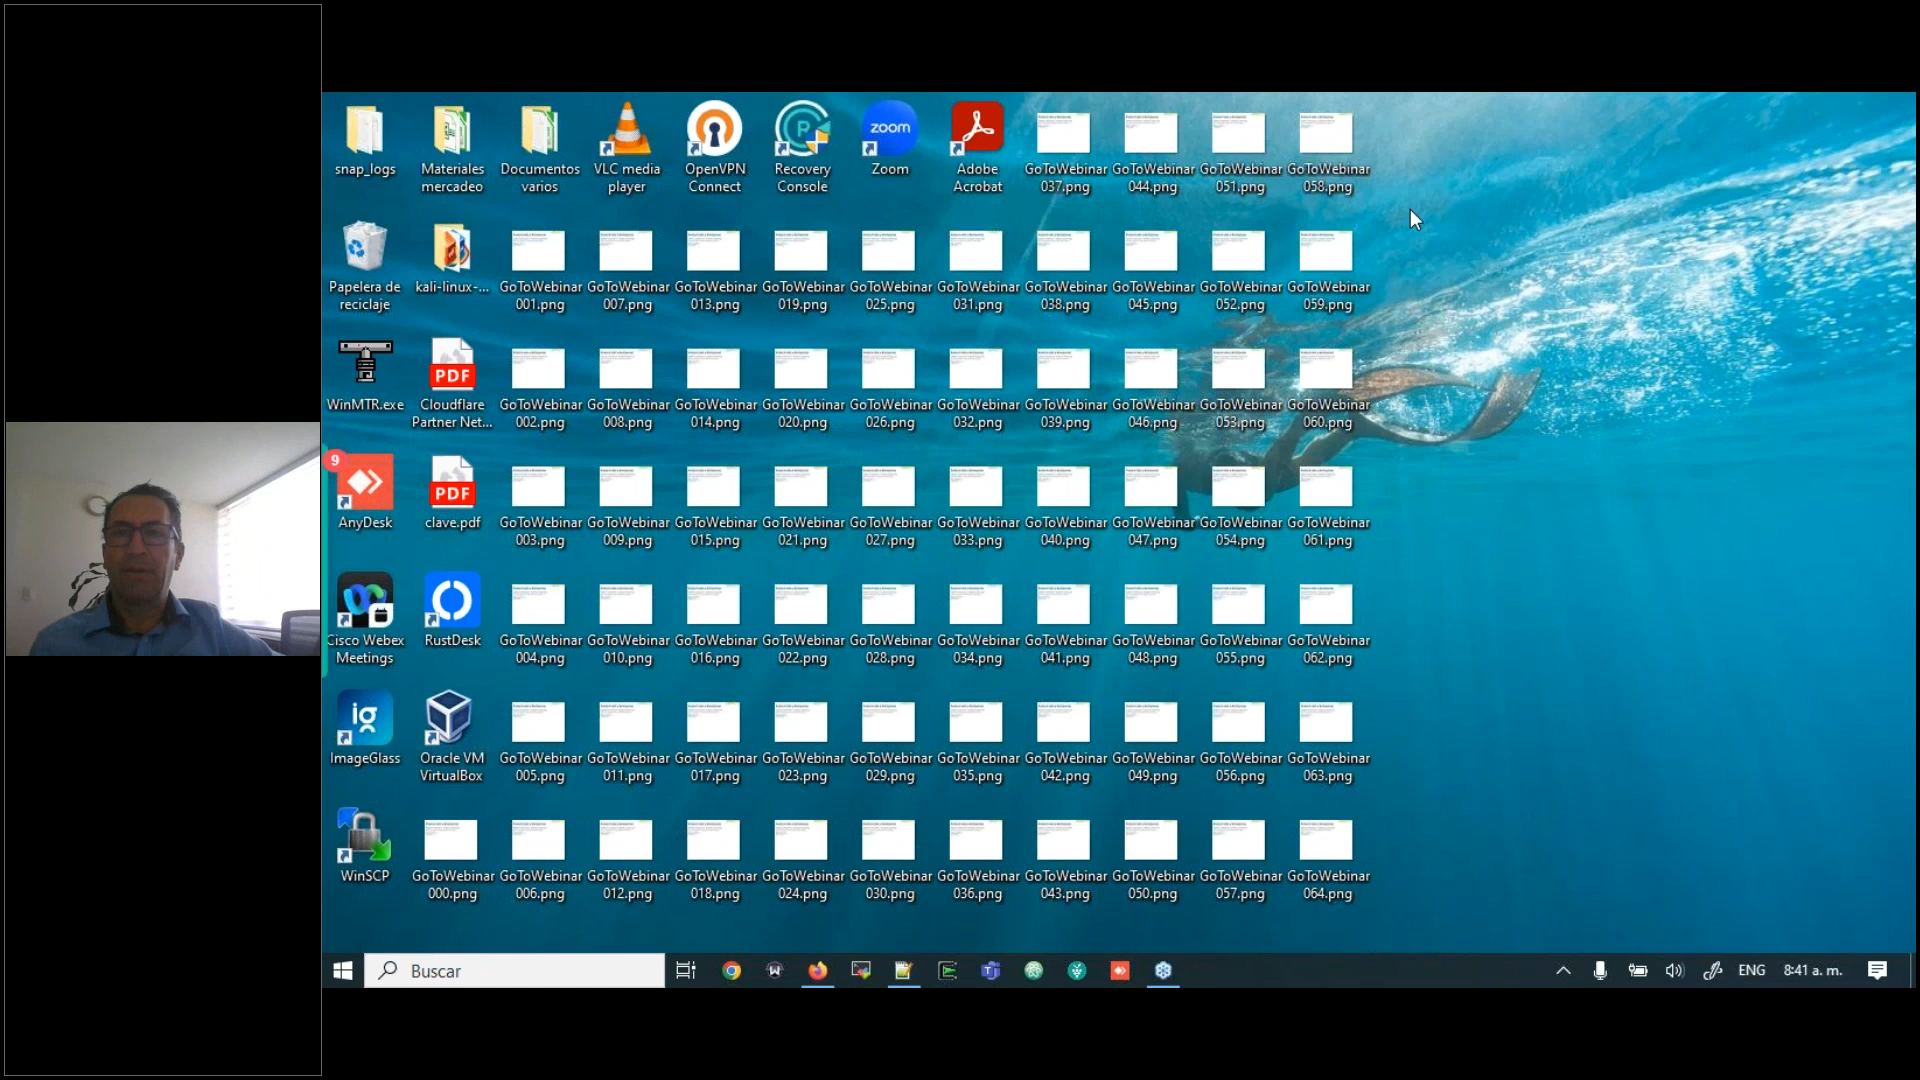 snap_logs
Materiales
mercadeo
Documentos
varios
VLC media
player
OpenVPN
Connect
Recovery
Console
zoom
Zoom
Adobe
Acrobat
GoToWebinar
037.png
GoToWebinar
044.png
GoToWebinar
051.png
GoToWebinar
058.png
Papelera de
reciclaje
kali-linux-...
GoToWebinar
001.png
GoToWebinar
007.png
GoToWebinar
013.png
GoToWebinar
019.png
GoToWebinar
025.png
GoToWebinar
031.png
GoToWebinar
038.png
GoToWebinar
045.png
GoToWebinar
052.png
GoToWebinar
059.png
WinMTR.exe
PDF
Cloudflare
Partner Net...
GoToWebinar
002.png
GoToWebinar
008.png
GoToWebinar
014.png
GoToWebinar
020.png
GoToWebinar
026.png
GoToWebinar
032.png
GoToWebinar
039.png
GoToWebinar
046.png
GoToWebinar
053.png
GoToWebinar
060.png
9
AnyDesk
PDF
clave.pdf
GoToWebinar
003.png
GoToWebinar
009.png
GoToWebinar
015.png
GoToWebinar
021.png
GoToWebinar
027.png
GoToWebinar
033.png
GoToWebinar
040.png
GoToWebinar
047.png
GoToWebinar
054.png
GoToWebinar
061.png
Cisco Webex
Meetings
RustDesk
GoToWebinar
004.png
GoToWebinar
010.png
GoToWebinar
016.png
GoToWebinar
022.png
GoToWebinar
028.png
GoToWebinar
034.png
GoToWebinar
041.png
GoToWebinar
048.png
GoToWebinar
055.png
GoToWebinar
062.png
ig
ImageGlass
Oracle VM
VirtualBox
GoToWebinar
005.png
GoToWebinar
011.png
GoToWebinar
017.png
GoToWebinar
023.png
GoToWebinar
029.png
GoToWebinar
035.png
GoToWebinar
042.png
GoToWebinar
049.png
GoToWebinar
056.png
GoToWebinar
063.png
WinSCP
GoToWebinar
000.png
GoToWebinar
006.png
GoToWebinar
012.png
GoToWebinar
018.png
GoToWebinar
024.png
GoToWebinar
030.png
GoToWebinar
036.png
GoToWebinar
043.png
GoToWebinar
050.png
GoToWebinar
057.png
GoToWebinar
064.png
Buscar
ENG
8:41 a. m.